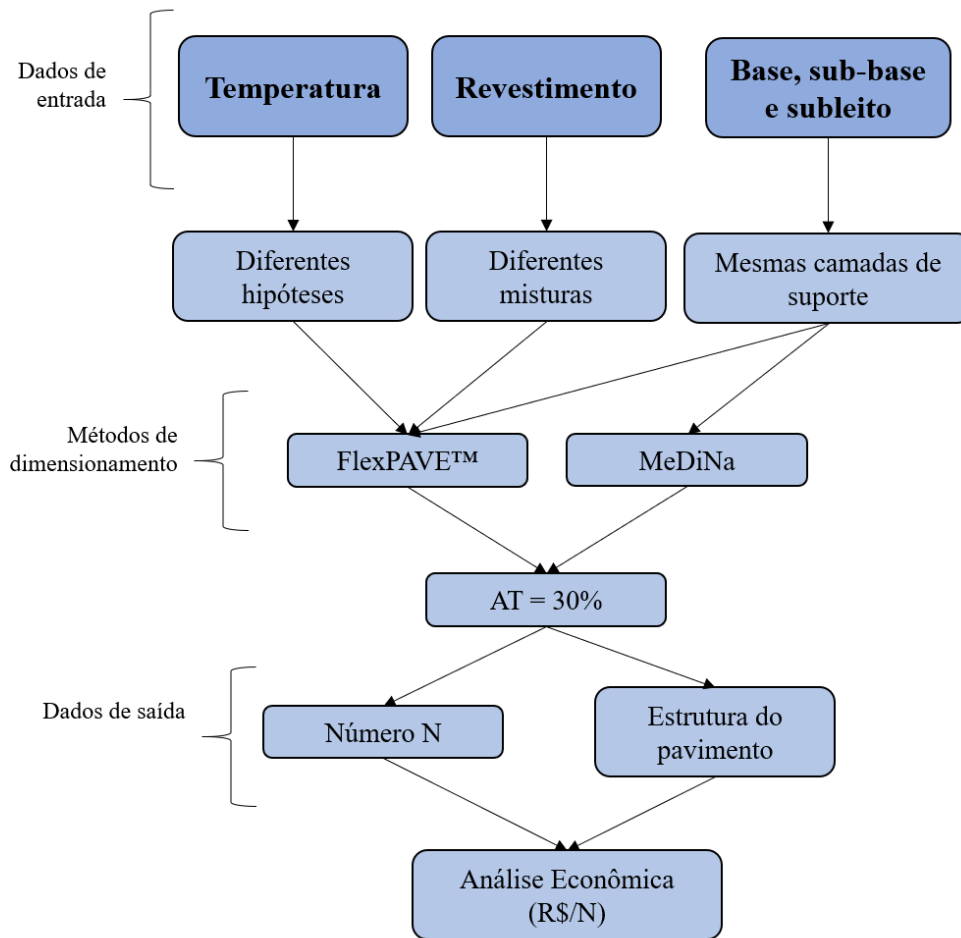 Dados de
entrada
Temperatura
Revestimento
Base, sub-base
e subleito
Diferentes
hipóteses
Diferentes
misturas
Mesmas camadas de
suporte
Métodos de
dimensionamento
FlexPAVE™
MeDiNa
AT = 30%
Dados de saída
Número N
Estrutura do
pavimento
Análise Econômica
(R$/N)